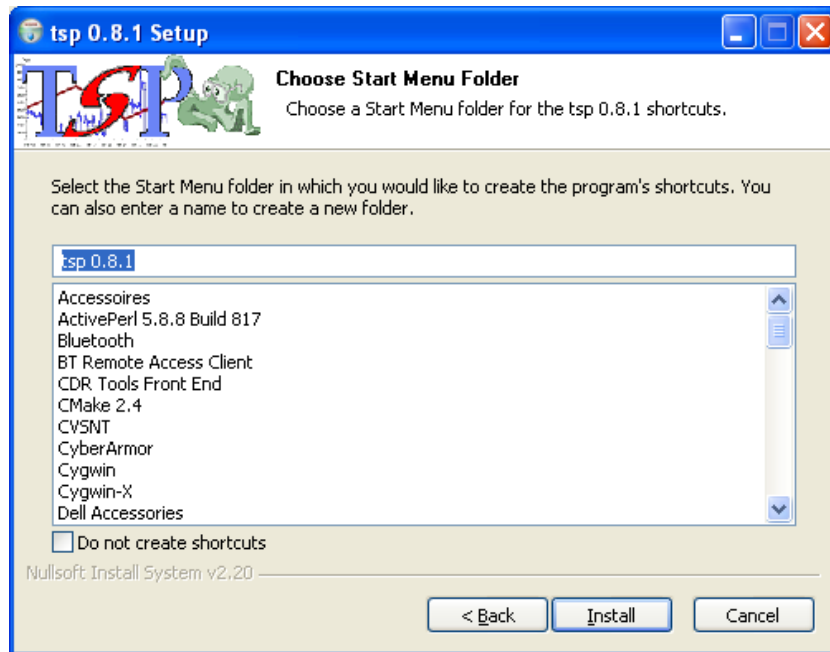 tsp 0.8.1 Setup
TSP
Choose Start Menu Folder
Choose a Start Menu folder for the tsp 0.8.1 shortcuts.
Select the Start Menu folder in which you would like to create the program's shortcuts. You
can also enter a name to create a new folder.
tsp 0.8.1
Accessoires
ActivePerl 5.8.8 Build 817
Bluetooth
BT Remote Access Client
CDR Tools Front End
CMake 2.4
CVSNT
CyberArmor
Cygwin
Cygwin-X
Dell Accessories
Do not create shortcuts
Nullsoft Install System v2.20
< Back
Install
Cancel